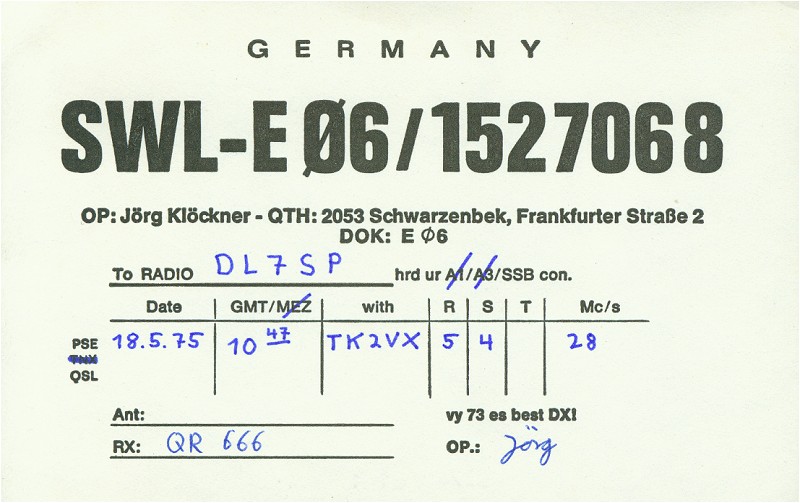 GERMANY
SWL-EØ6/1527068
OP: Jörg Klöckner - QTH: 2053 Schwarzenbek, Frankfurter Straße 2
DOK: E Ø6
To RADIO DL7SP hrd ur A1/A3/SSB con.
Date GMT/MEZ with R S T Mc/s
PSE 18.5.75 10 47 TK2VX 5 4 28
TNX
QSL
Ant: vy 73 es best DX!
RX: QR 666 OP.: Jörg